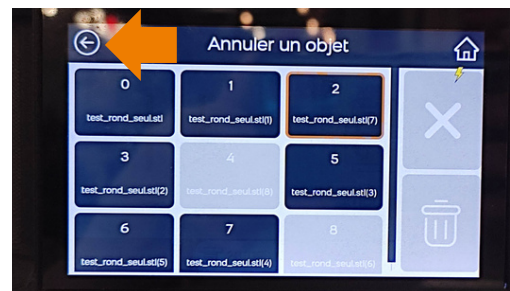 Annuler un objet
0
test_rond_seul.stl
1
test_rond_seul.stl(1)
2
test_rond_seul.stl(7)
3
test_rond_seul.stl(2)
4
test_rond_seul.stl(8)
5
test_rond_seul.stl(3)
6
test_rond_seul.stl(5)
7
test_rond_seul.stl(4)
8
test_rond_seul.stl(6)